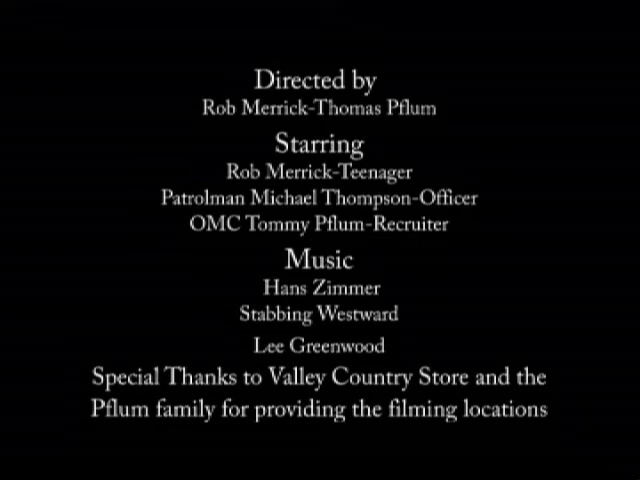 Directed by
Rob Merrick-Thomas Pflum
Starring
Rob Merrick-Teenager
Patrolman Michael Thompson-Officer
OMC Tommy Pflum-Recruiter
Music
Hans Zimmer
Stabbing Westward
Lee Greenwood
Special Thanks to Valley Country Store and the
Pflum family for providing the filming locations